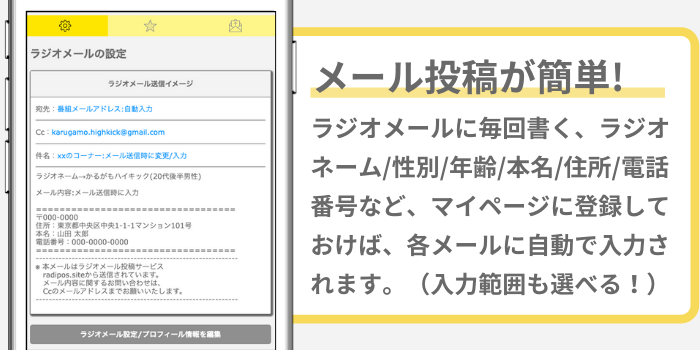 ラジオメールの設定
ラジオメール送信イメージ
宛先：番組メールアドレス:自動入力
Cc：karugamo.highkick@gmail.com
件名：xxのコーナー:メール送信時に変更/入力
ラジオネーム→かるがもハイキック(20代後半男性)
メール内容:メール送信時に入力
==================================
〒000-0000
住所：東京都中央区中央1-1-1マンション101号
本名：山田 太郎
電話番号：000-0000-0000
==================================
※ 本メールはラジオメール投稿サービス
radipos.siteから送信されています。
メール内容に関するお問い合わせは、
Ccのメールアドレスまでお願いいたします。
ラジオメール設定/プロフィール情報を編集
メール投稿が簡単!
ラジオメールに毎回書く、ラジオ
ネーム/性別/年齢/本名/住所/電話
番号など、マイページに登録して
おけば、各メールに自動で入力さ
れます。（入力範囲も選べる！）